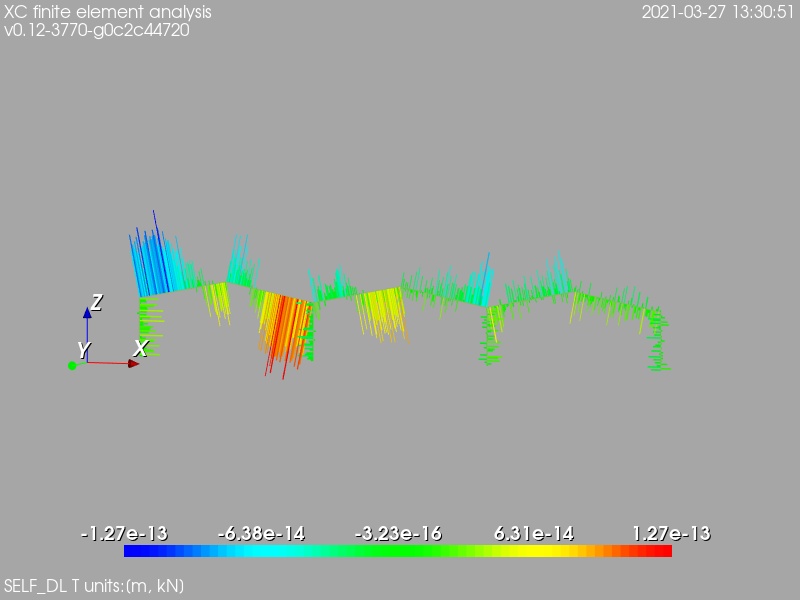 XC finite element analysis
2021-03-27 13:30:51
v0.12-3770-g0c2c44720
Z
Y
X
-1.27e-13 -6.38e-14 -3.23e-16 6.31e-14 1.27e-13
SELF_DL T units:(m, kN)